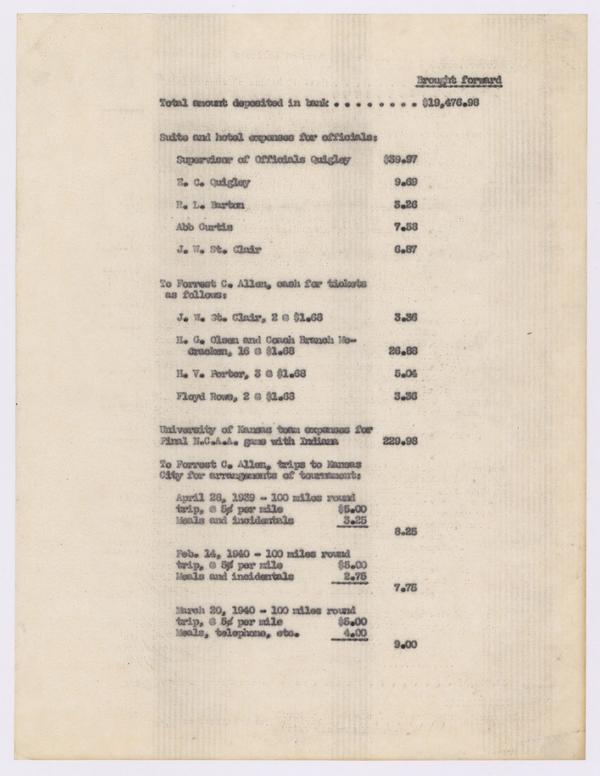 Brought forward
Total amount deposited in bank . . . . . . . . $19,476.98
Suite and hotel expenses for officials:
Supervisor of Officials Quigley $39.97
E. C. Quigley 9.69
R. L. Barton 3.26
Abb Curtis 7.58
J. W. St. Clair 6.87
To Forrest C. Allen, cash for tickets
as follows:
J. W. St. Clair, 2 @ $1.68 3.36
H. G. Olsen and Coach Branch Mc-
Cracken, 16 @ $1.68 26.88
H. V. Porter, 3 @ $1.68 5.04
Floyd Rowe, 2 @ $1.68 3.36
University of Kansas team expenses for
Final N.C.A.A. game with Indiana 229.98
To Forrest C. Allen, trips to Kansas
City for arrangements of tournament:
April 28, 1939 - 100 miles round
trip, @ 5¢ per mile $5.00
Meals and incidentals 3.25
8.25
Feb. 14, 1940 - 100 miles round
trip, @ 5¢ per mile $5.00
Meals and incidentals 2.75
7.75
March 20, 1940 - 100 miles round
trip, @ 5¢ per mile $5.00
Meals, telephone, etc. 4.00
9.00